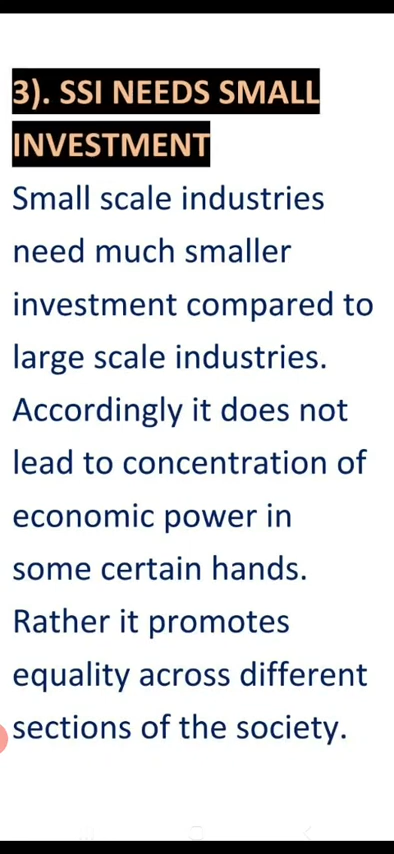 3). SSI NEEDS SMALL
INVESTMENT
Small scale industries
need much smaller
investment compared to
large scale industries.
Accordingly it does not
lead to concentration of
economic power in
some certain hands.
Rather it promotes
equality across different
sections of the society.